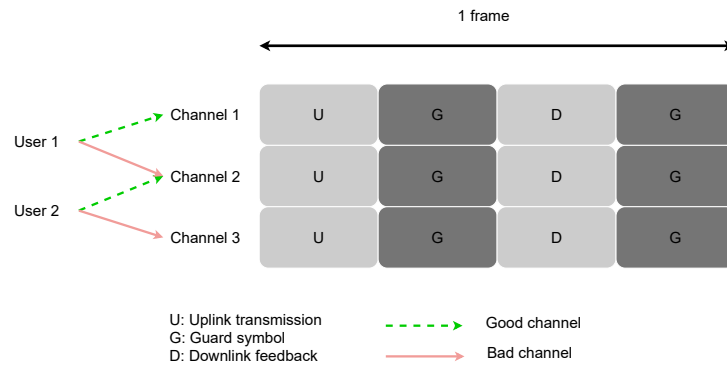 1 frame
Channel 1 U G D G
User 1
Channel 2 U G D G
User 2
Channel 3 U G D G
U: Uplink transmission
G: Guard symbol
D: Downlink feedback
Good channel
Bad channel